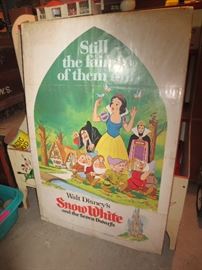 Still
the fairest
of them all!
Walt Disney's
Snow White
and the Seven Dwarfs